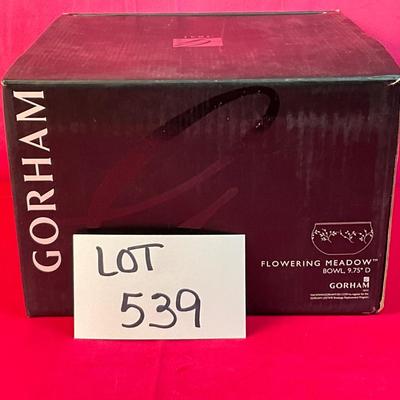 GORHAM
LOT
539
FLOWERING MEADOW™
BOWL, 9.75" D
GORHAM